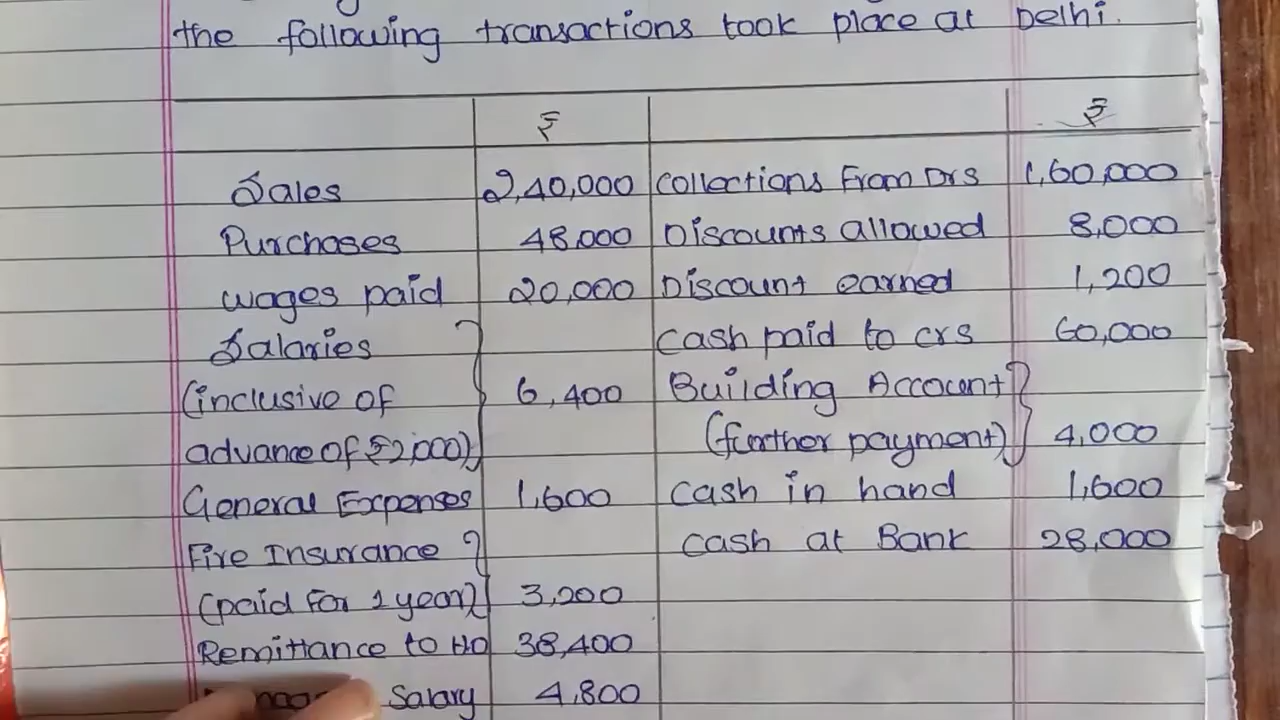 the following transactions took place at Delhi.
₹ ₹
Sales 2,40,000 Collections From Drs 1,60,000
Purchases 48,000 Discounts allowed 8,000
wages paid 20,000 Discount earned 1,200
Salaries Cash paid to crs 60,000
(inclusive of 6,400 Building Account
advance of ₹2,000) (further payment) 4,000
General Expenses 1,600 Cash in hand 1,600
Fire Insurance Cash at Bank 28,000
(paid for 1 year) 3,200
Remittance to HO 38,400
Salary 4,800